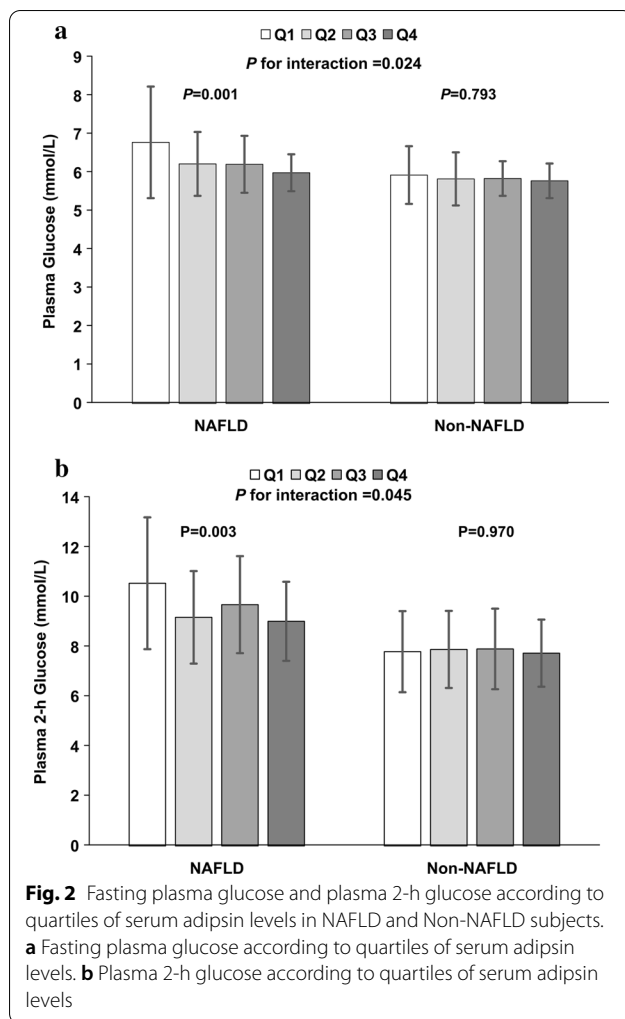 a
Q1 Q2 Q3 Q4
P for interaction =0.024
P=0.001 P=0.793
Plasma Glucose (mmol/L)
9
8
7
6
5
4
3
2
1
0
NAFLD Non-NAFLD
b
Q1 Q2 Q3 Q4
P for interaction =0.045
P=0.003 P=0.970
Plasma 2-h Glucose (mmol/L)
14
12
10
8
6
4
2
0
NAFLD Non-NAFLD
Fig. 2 Fasting plasma glucose and plasma 2-h glucose according to
quartiles of serum adipsin levels in NAFLD and Non-NAFLD subjects.
a Fasting plasma glucose according to quartiles of serum adipsin
levels. b Plasma 2-h glucose according to quartiles of serum adipsin
levels